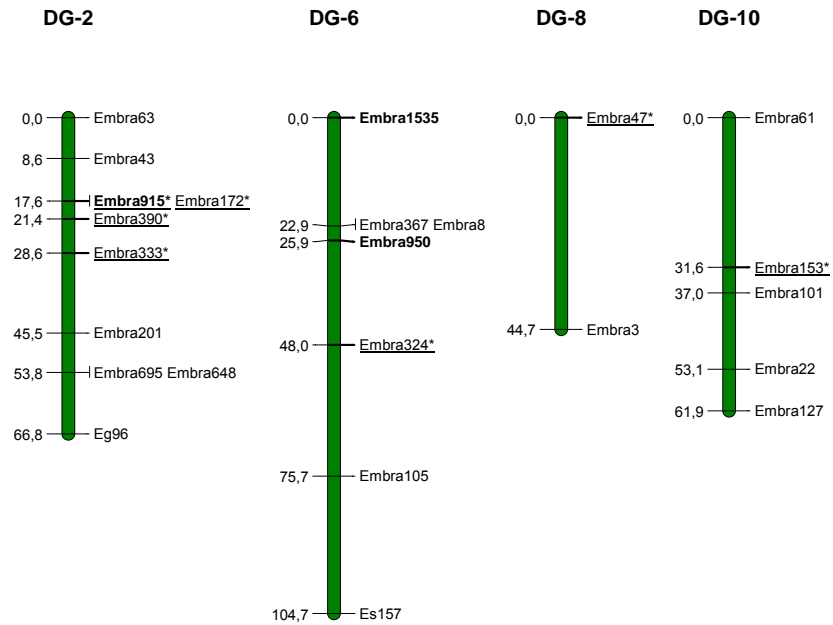 DG-2
0,0 Embra63
8,6 Embra43
17,6 Embra915* Embra172*
21,4 Embra390*
28,6 Embra333*
45,5 Embra201
53,8 Embra695 Embra648
66,8 Eg96
DG-6
0,0 Embra1535
22,9 Embra367 Embra8
25,9 Embra950
48,0 Embra324*
75,7 Embra105
104,7 Es157
DG-8
0,0 Embra47*
44,7 Embra3
DG-10
0,0 Embra61
31,6 Embra153*
37,0 Embra101
53,1 Embra22
61,9 Embra127